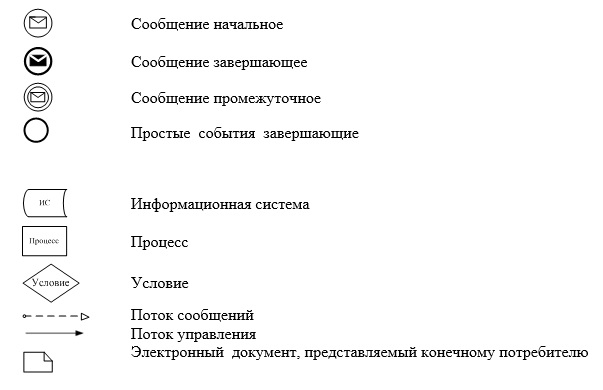 Сообщение начальное
Сообщение завершающее
Сообщение промежуточное
Простые события завершающие
ИС Информационная система
Процесс Процесс
Условие Условие
Поток сообщений
Поток управления
Электронный документ, представляемый конечному потребителю